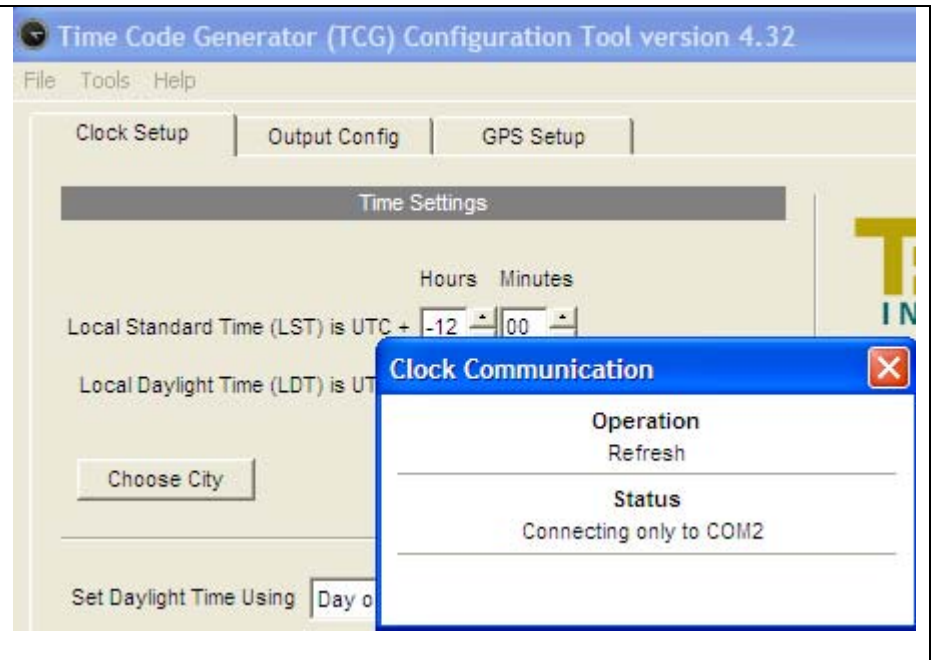 Time Code Generator (TCG) Configuration Tool version 4.32
File Tools Help
Clock Setup Output Config GPS Setup
Time Settings
Hours Minutes
Local Standard Time (LST) is UTC + -12 00
IN
Local Daylight Time (LDT) is UT
Clock Communication
Operation
Refresh
Status
Connecting only to COM2
Choose City
Set Daylight Time Using Day o